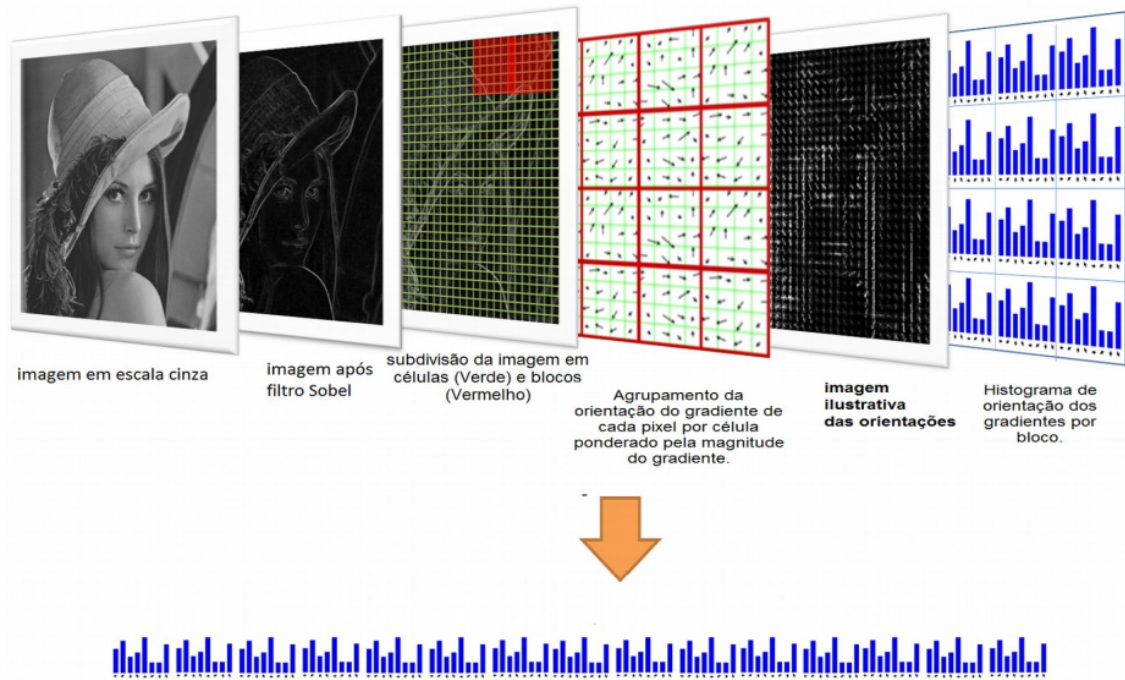 imagem em escala cinza
imagem após
filtro Sobel
subdivisão da imagem em
células (Verde) e blocos
(Vermelho)
Agrupamento da
orientação do gradiente de
cada pixel por célula
ponderado pela magnitude
do gradiente.
imagem
ilustrativa
das orientações
Histograma de
orientação dos
gradientes por
bloco.